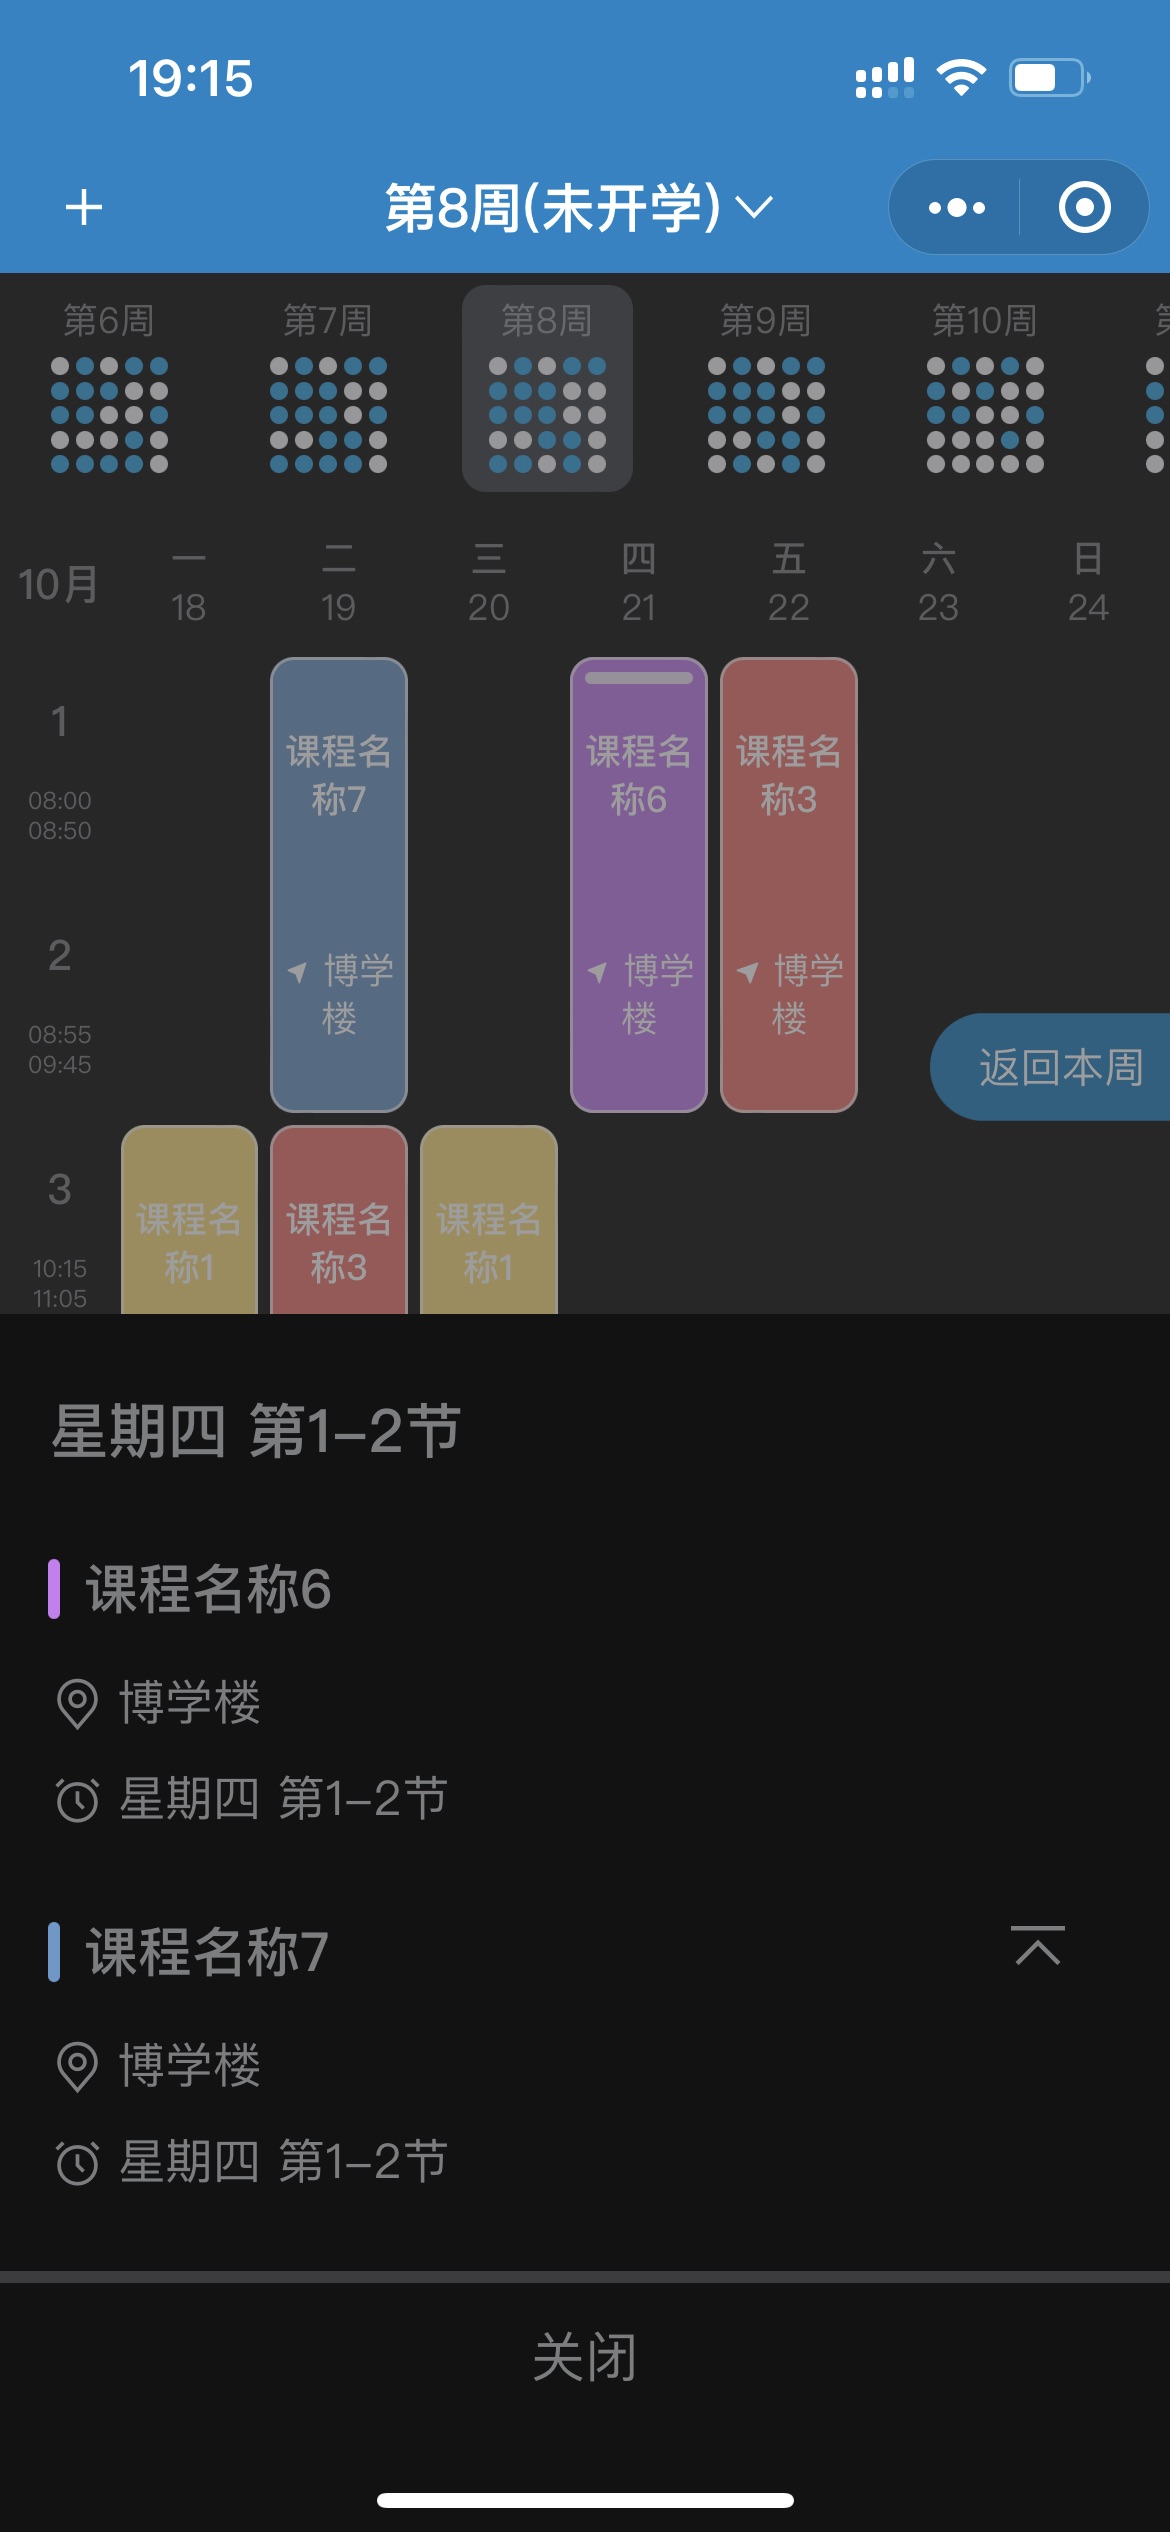 19:15
第8周(未开学)
第6周
第7周
第8周
第9周
第10周
10月
一
二
三
四
五
六
日
18
19
20
21
22
23
24
1
08:00
08:50
课程名
称7
博学
楼
课程名
称6
博学
楼
课程名
称3
博学
楼
2
08:55
09:45
返回本周
3
10:15
11:05
课程名
称1
课程名
称3
课程名
称1
星期四 第1-2节
课程名称6
博学楼
星期四 第1-2节
课程名称7
博学楼
星期四 第1-2节
关闭